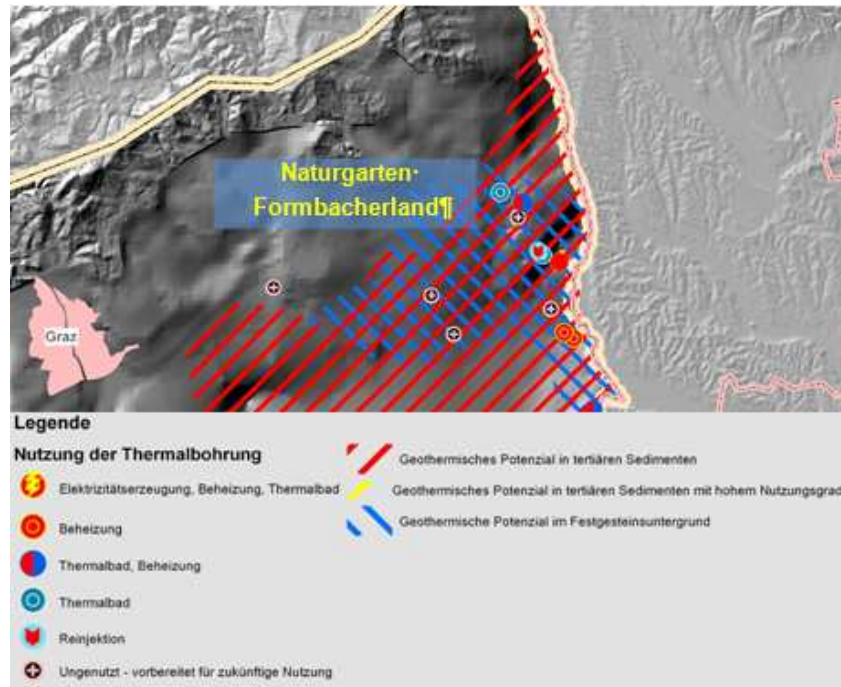 Naturgarten·
Formbacherland¶
Graz
Legende
Nutzung der Thermalbohrung
Elektrizitätserzeugung, Beheizung, Thermalbad
Beheizung
Thermalbad, Beheizung
Thermalbad
Reinjektion
Ungenutzt - vorbereitet für zukünftige Nutzung
Geothermisches Potenzial in tertiären Sedimenten
Geothermisches Potenzial in tertiären Sedimenten mit hohem Nutzungsgrad
Geothermische Potenzial im Festgesteinsuntergrund